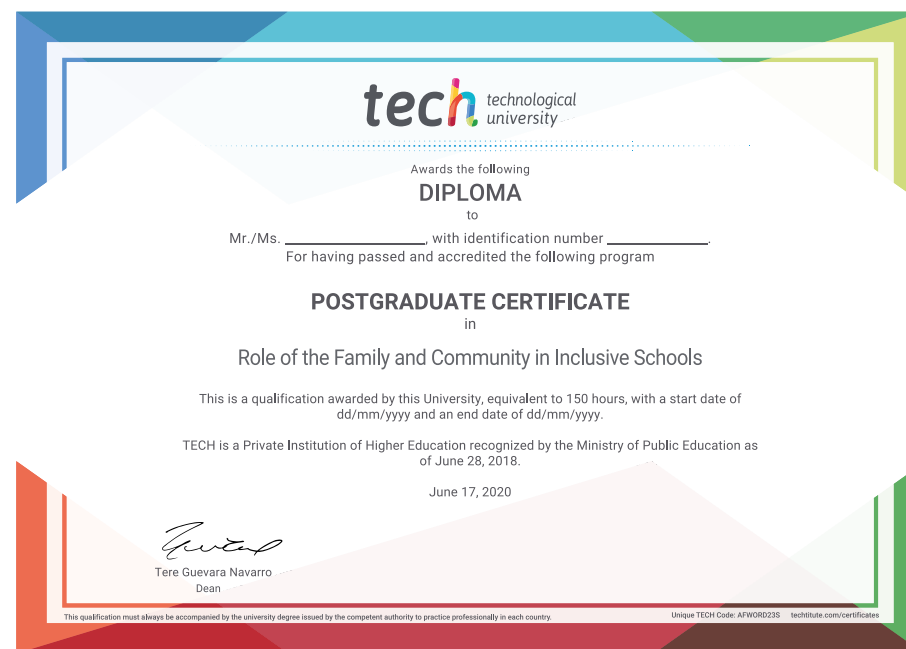 tech technological
university
Awards the following
DIPLOMA
to
Mr./Ms. ____________________, with identification number ______________.
For having passed and accredited the following program
POSTGRADUATE CERTIFICATE
in
Role of the Family and Community in Inclusive Schools
This is a qualification awarded by this University, equivalent to 150 hours, with a start date of
dd/mm/yyyy and an end date of dd/mm/yyyy.
TECH is a Private Institution of Higher Education recognized by the Ministry of Public Education as
of June 28, 2018.
June 17, 2020
Tere Guevara Navarro
Dean
This qualification must always be accompanied by the university degree issued by the competent authority to practice professionally in each country.
Unique TECH Code: AFWORD23S techtitute.com/certificates